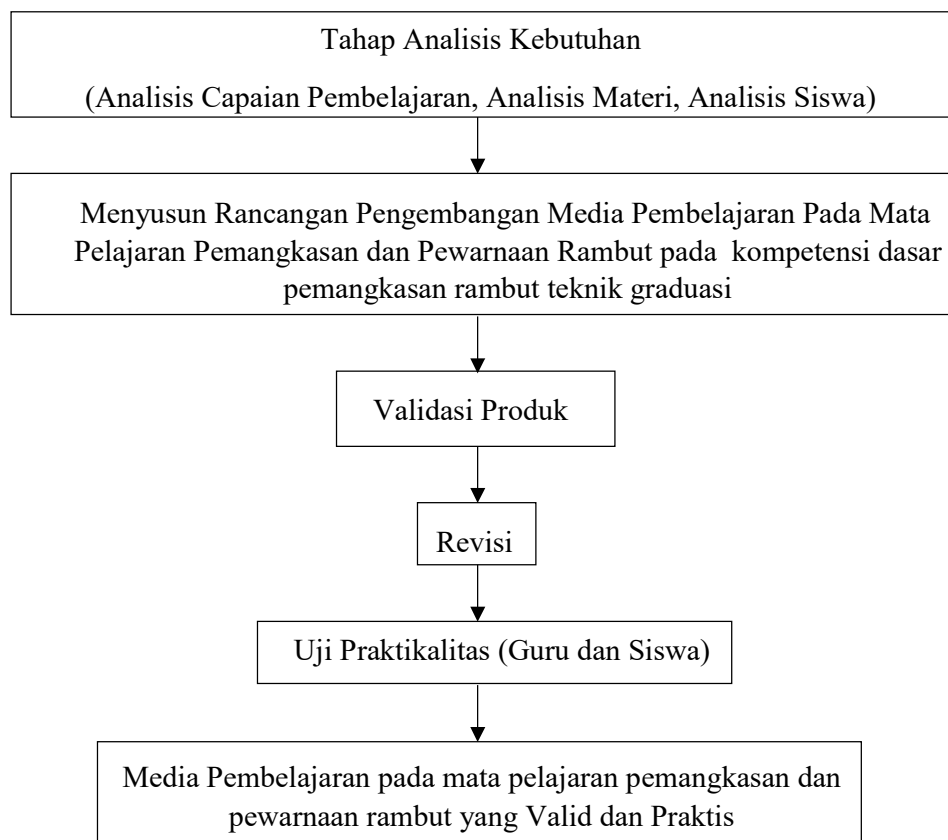 Tahap Analisis Kebutuhan
(Analisis Capaian Pembelajaran, Analisis Materi, Analisis Siswa)
Menyusun Rancangan Pengembangan Media Pembelajaran Pada Mata
Pelajaran Pemangkasan dan Pewarnaan Rambut pada kompetensi dasar
pemangkasan rambut teknik graduasi
Validasi Produk
Revisi
Uji Praktikalitas (Guru dan Siswa)
Media Pembelajaran pada mata pelajaran pemangkasan dan
pewarnaan rambut yang Valid dan Praktis